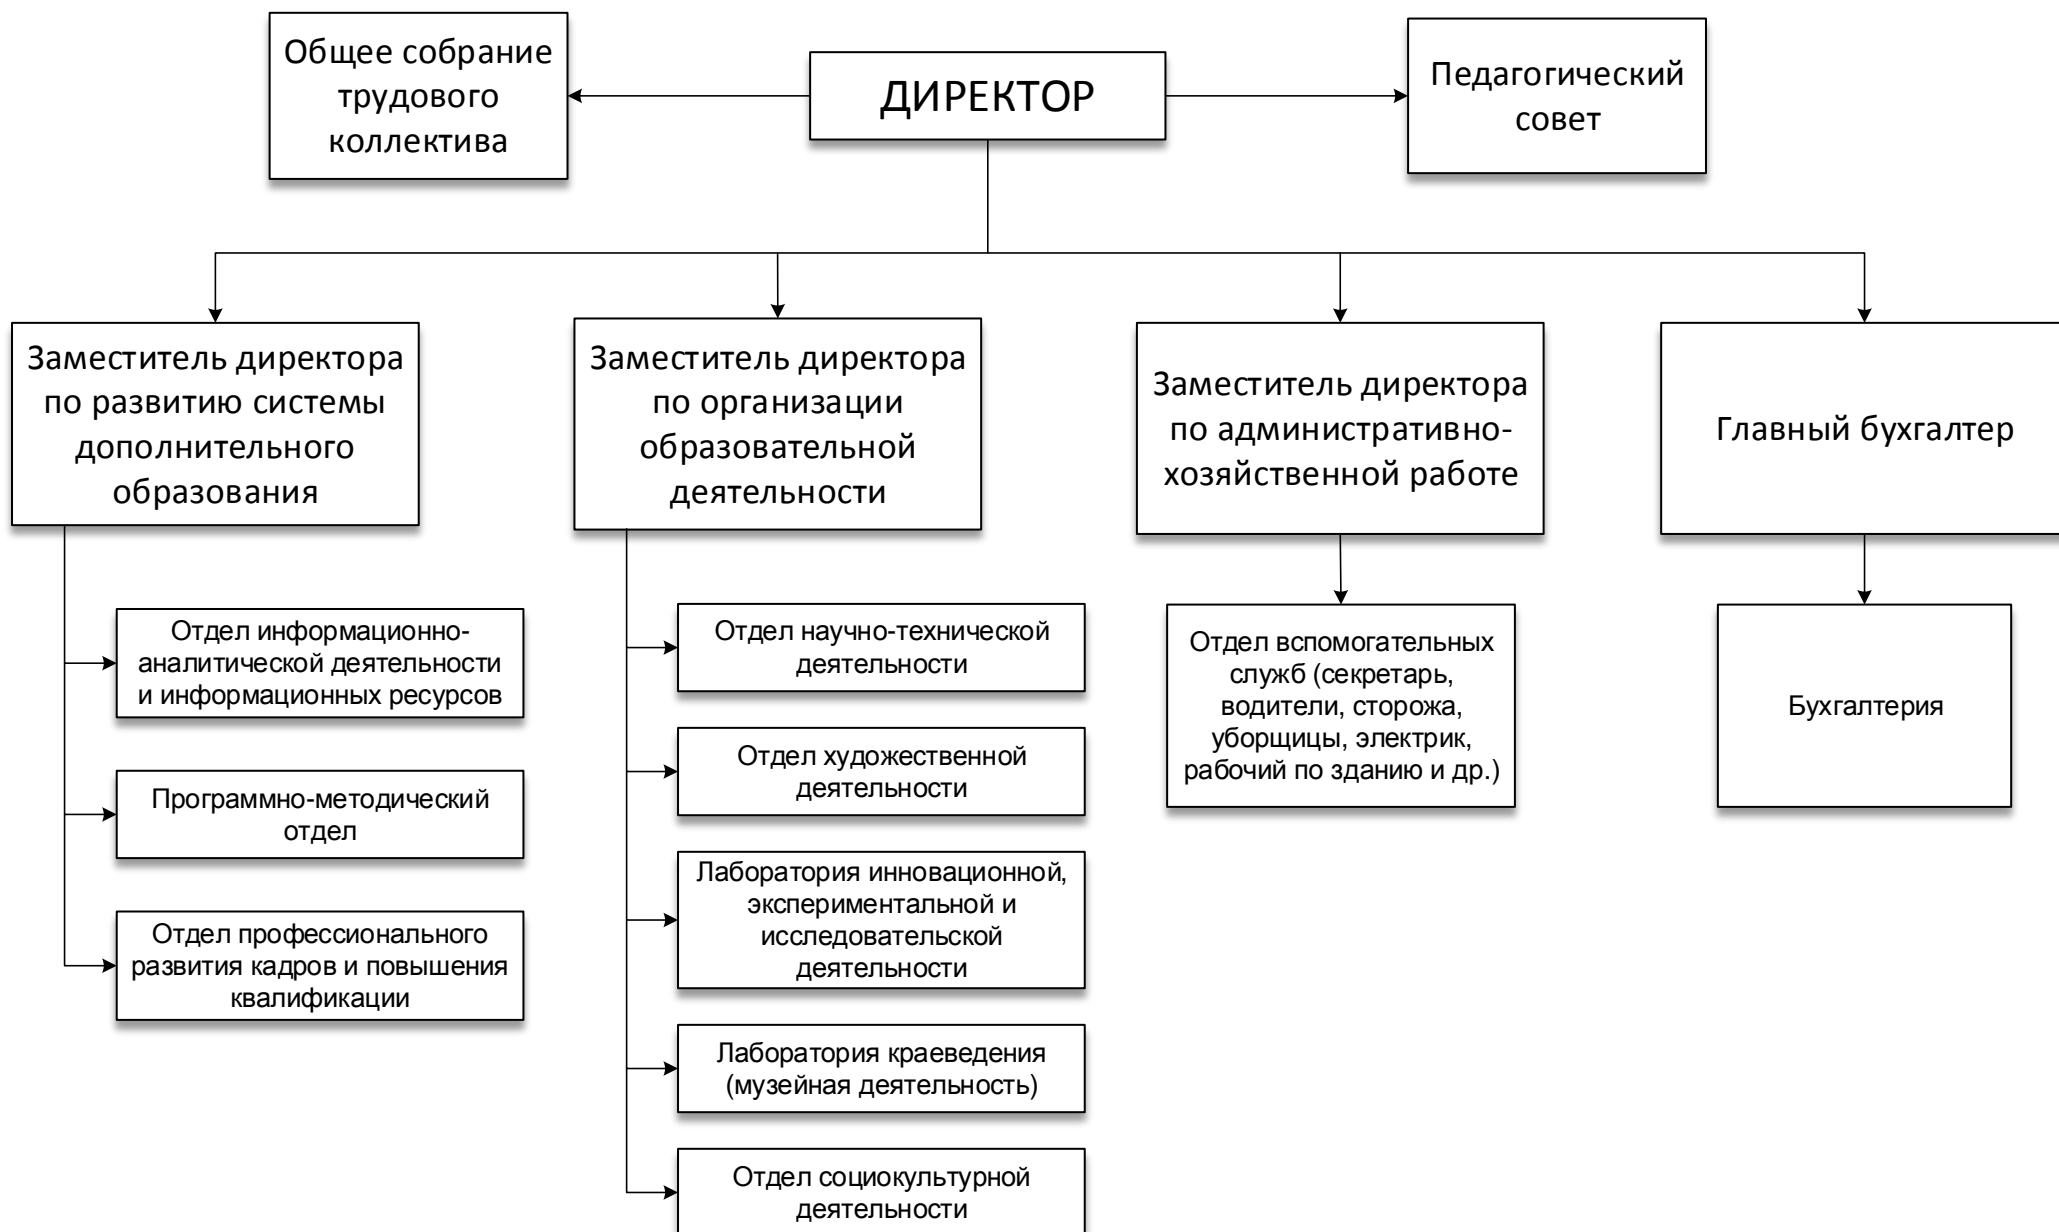 Общее собрание
трудового
коллектива
ДИРЕКТОР
Педагогический
совет
Заместитель директора
по развитию системы
дополнительного
образования
Заместитель директора
по организации
образовательной
деятельности
Заместитель директора
по административно-
хозяйственной работе
Главный бухгалтер
Отдел информационно-
аналитической деятельности
и информационных ресурсов
Программно-методический
отдел
Отдел профессионального
развития кадров и повышения
квалификации
Отдел научно-технической
деятельности
Отдел художественной
деятельности
Лаборатория инновационной,
экспериментальной и
исследовательской
деятельности
Лаборатория краеведения
(музейная деятельность)
Отдел социокультурной
деятельности
Отдел вспомогательных
служб (секретарь,
водители, сторожа,
уборщицы, электрик,
рабочий по зданию и др.)
Бухгалтерия